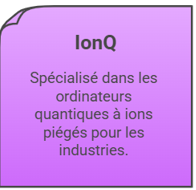 IonQ
Spécialisé dans les
ordinateurs
quantiques à ions
piégés pour les
industries.